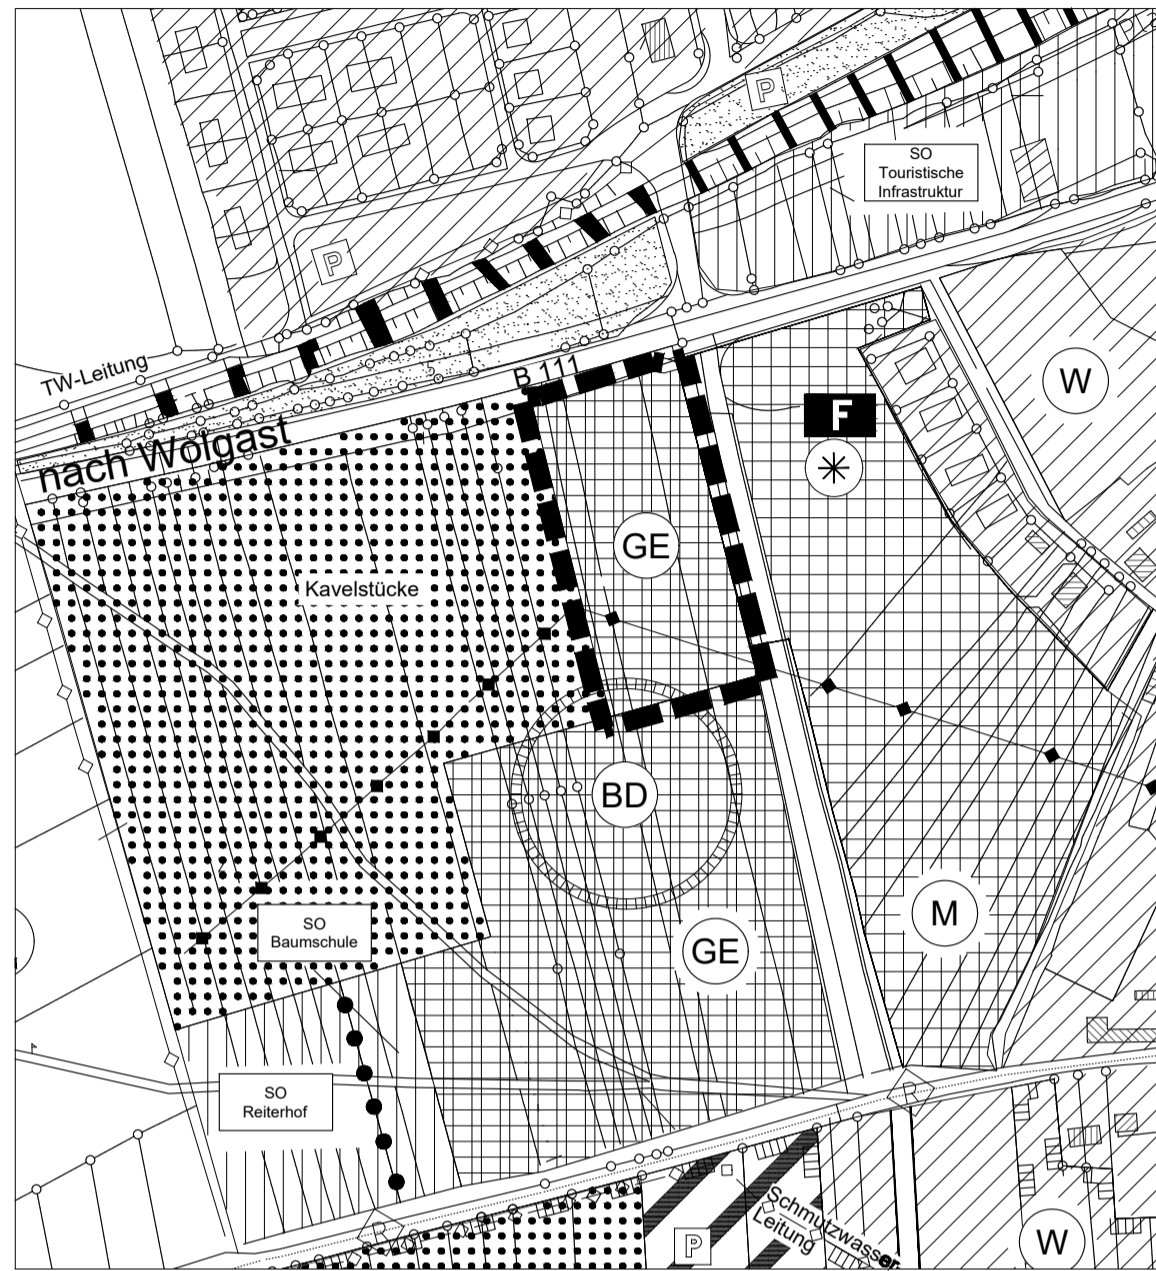 P
SO
Touristische
Infrastruktur
P
TW-Leitung
B 111
W
nach Wolgast
F
GE
Kavelstücke
BD
M
GE
SO
Baumschule
SO
Reiterhof
Schmutzwasser
Leitung
P
W